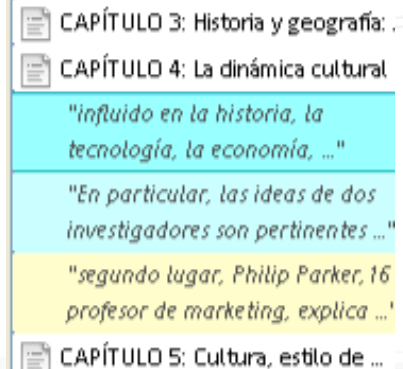 CAPÍTULO 3: Historia y geografía: .
CAPÍTULO 4: La dinámica cultural
"influido en la historia, la
tecnología, la economía, ..."
"En particular, las ideas de dos
investigadores son pertinentes ..."
"segundo lugar, Philip Parker, 16
profesor de marketing, explica ..."
CAPÍTULO 5: Cultura, estilo de ...